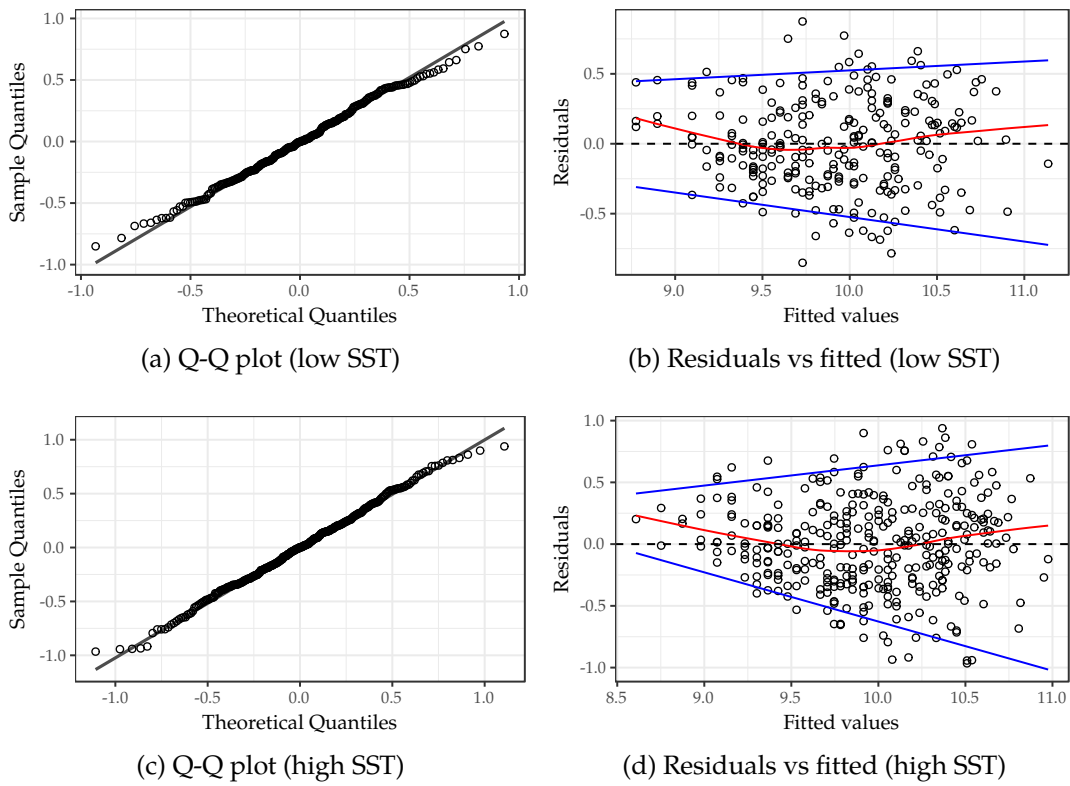 1.0
0.5
0.0
-0.5
-1.0
Sample Quantiles
-1.0 -0.5 0.0 0.5 1.0
Theoretical Quantiles
(a) Q-Q plot (low SST)
0.5
0.0
-0.5
Residuals
9.0 9.5 10.0 10.5 11.0
Fitted values
(b) Residuals vs fitted (low SST)
1.0
0.5
0.0
-0.5
-1.0
Sample Quantiles
-1.0 -0.5 0.0 0.5 1.0
Theoretical Quantiles
(c) Q-Q plot (high SST)
1.0
0.5
0.0
-0.5
-1.0
Residuals
8.5 9.0 9.5 10.0 10.5 11.0
Fitted values
(d) Residuals vs fitted (high SST)